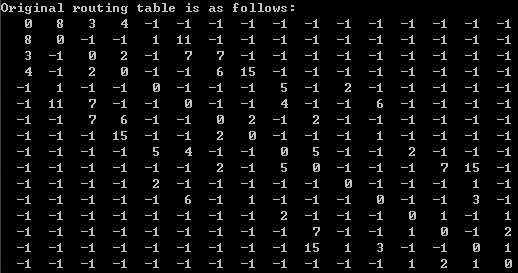 Original routing table is as follows:
0 8 3 4 -1 -1 -1 -1 -1 -1 -1 -1 -1 -1 -1 -1
8 0 -1 -1 1 11 -1 -1 -1 -1 -1 -1 -1 -1 -1 -1
3 -1 0 2 -1 7 7 -1 -1 -1 -1 -1 -1 -1 -1 -1
4 -1 2 0 -1 -1 6 15 -1 -1 -1 -1 -1 -1 -1 -1
-1 1 -1 -1 0 -1 -1 -1 5 -1 2 -1 -1 -1 -1 -1
-1 11 7 -1 -1 0 -1 -1 4 -1 -1 6 -1 -1 -1 -1
-1 -1 7 6 -1 -1 0 2 -1 2 -1 -1 -1 -1 -1 -1
-1 -1 -1 15 -1 -1 2 0 -1 -1 -1 1 -1 -1 -1 -1
-1 -1 -1 -1 5 4 -1 -1 0 5 -1 -1 2 -1 -1 -1
-1 -1 -1 -1 -1 -1 2 -1 5 0 -1 -1 -1 7 15 -1
-1 -1 -1 -1 2 -1 -1 -1 -1 -1 0 -1 -1 -1 1 -1
-1 -1 -1 -1 -1 6 -1 1 -1 -1 -1 0 -1 -1 3 -1
-1 -1 -1 -1 -1 -1 -1 -1 2 -1 -1 -1 0 1 -1 1
-1 -1 -1 -1 -1 -1 -1 -1 -1 7 -1 -1 1 0 -1 2
-1 -1 -1 -1 -1 -1 -1 -1 -1 15 1 3 -1 -1 0 1
-1 -1 -1 -1 -1 -1 -1 -1 -1 -1 -1 -1 1 2 1 0